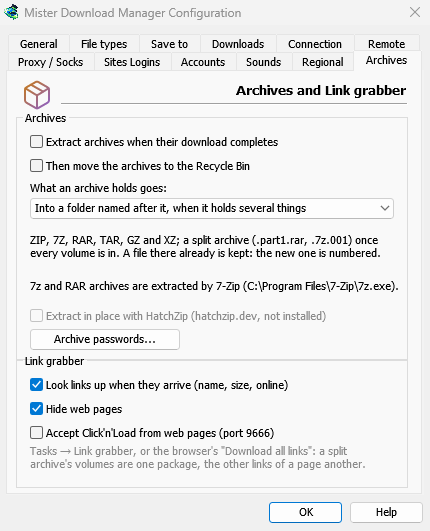 Mister Download Manager Configuration
General File types Save to Downloads Connection Remote
Proxy / Socks Sites Logins Accounts Sounds Regional Archives
Archives and Link grabber
Archives
Extract archives when their download completes
Then move the archives to the Recycle Bin
What an archive holds goes:
Into a folder named after it, when it holds several things
ZIP, 7Z, RAR, TAR, GZ and XZ; a split archive (.part1.rar, .7z.001) once
every volume is in. A file there already is kept: the new one is numbered.
7z and RAR archives are extracted by 7-Zip (C:\Program Files\7-Zip\7z.exe).
Extract in place with HatchZip (hatchzip.dev, not installed)
Archive passwords...
Link grabber
Look links up when they arrive (name, size, online)
Hide web pages
Accept Click'n'Load from web pages (port 9666)
Tasks → Link grabber, or the browser's "Download all links": a split
archive's volumes are one package, the other links of a page another.
OK Help